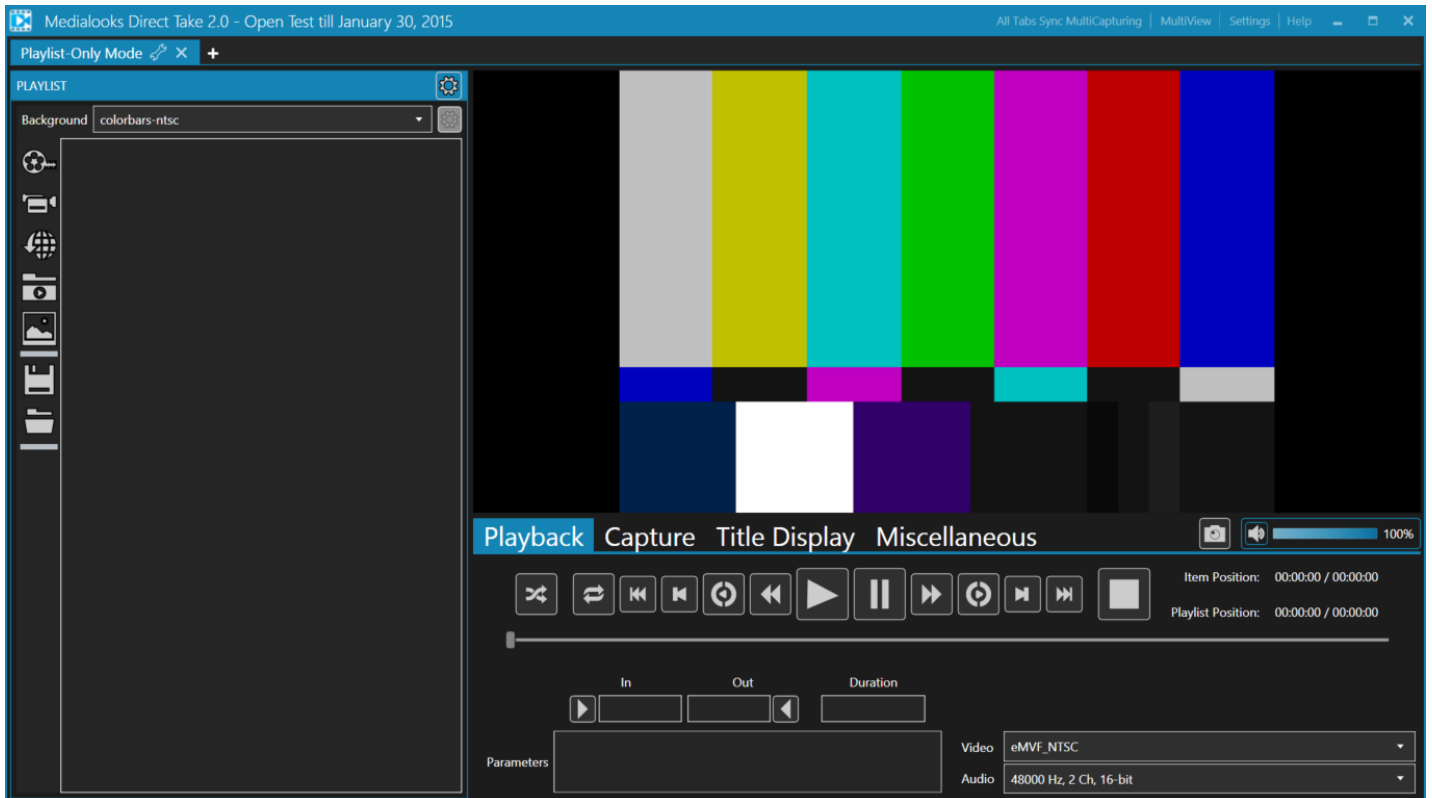 Medialooks Direct Take 2.0 - Open Test till January 30, 2015
All Tabs Sync MultiCapturing | MultiView | Settings | Help
Playlist-Only Mode
PLAYLIST
Background colorbars-ntsc
Playback Capture Title Display Miscellaneous
100%
Item Position: 00:00:00 / 00:00:00
Playlist Position: 00:00:00 / 00:00:00
In Out Duration
Parameters
Video eMVF_NTSC
Audio 48000 Hz, 2 Ch, 16-bit